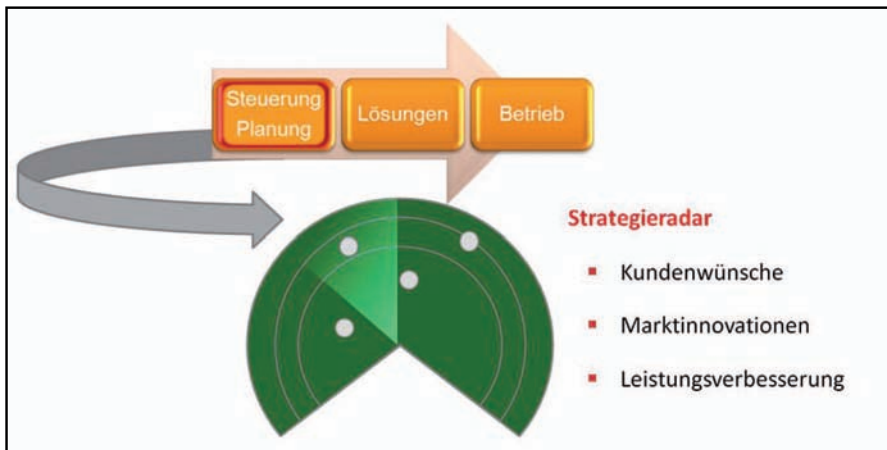 Steuerung
Planung
Lösungen
Betrieb
Strategieradar
Kundenwünsche
Marktinnovationen
Leistungsverbesserung